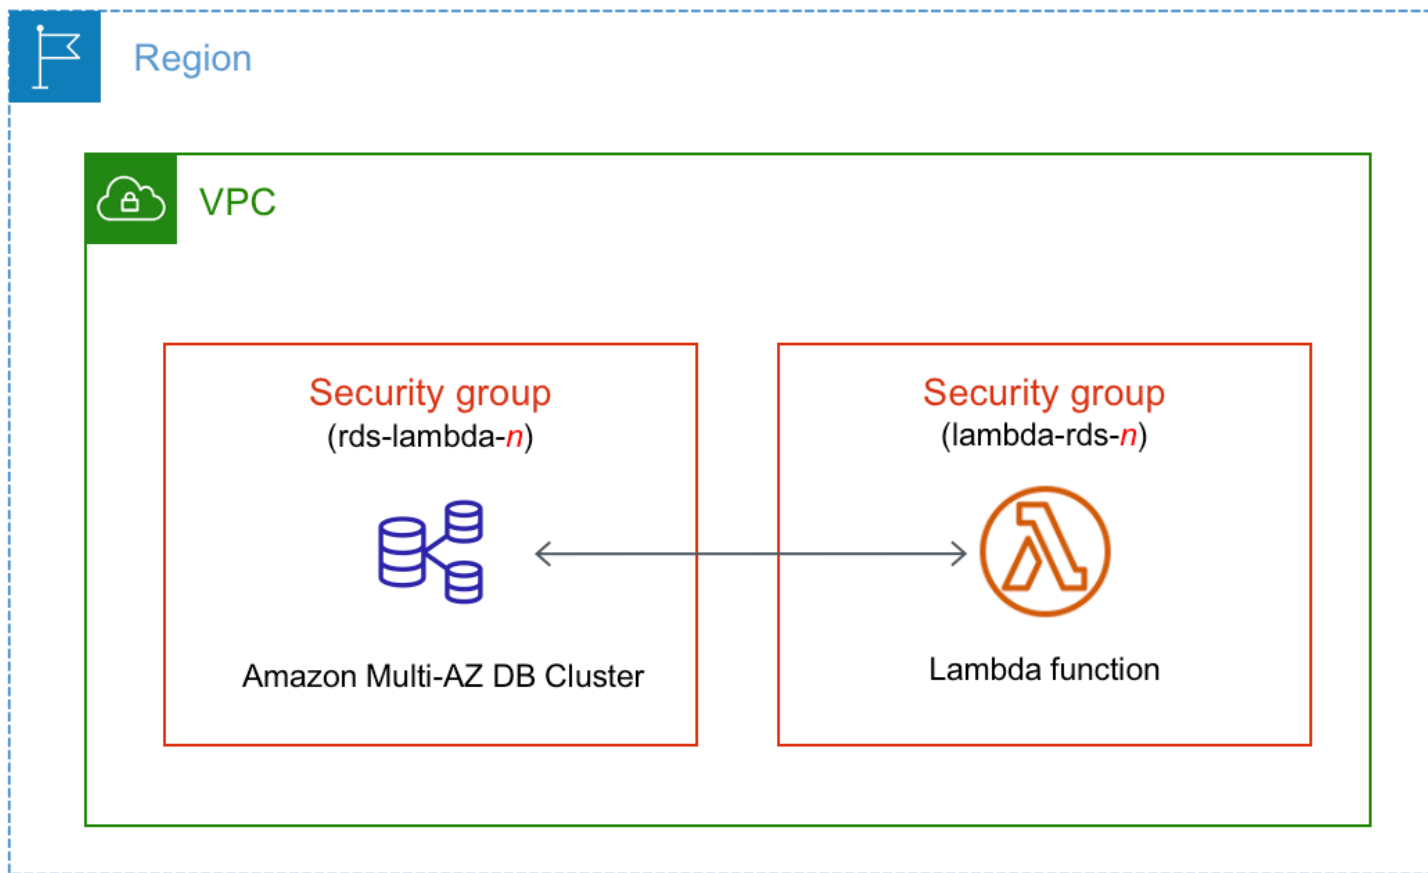 Region
VPC
Security group
(rds-lambda-n)
Amazon Multi-AZ DB Cluster
Security group
(lambda-rds-n)
Lambda function